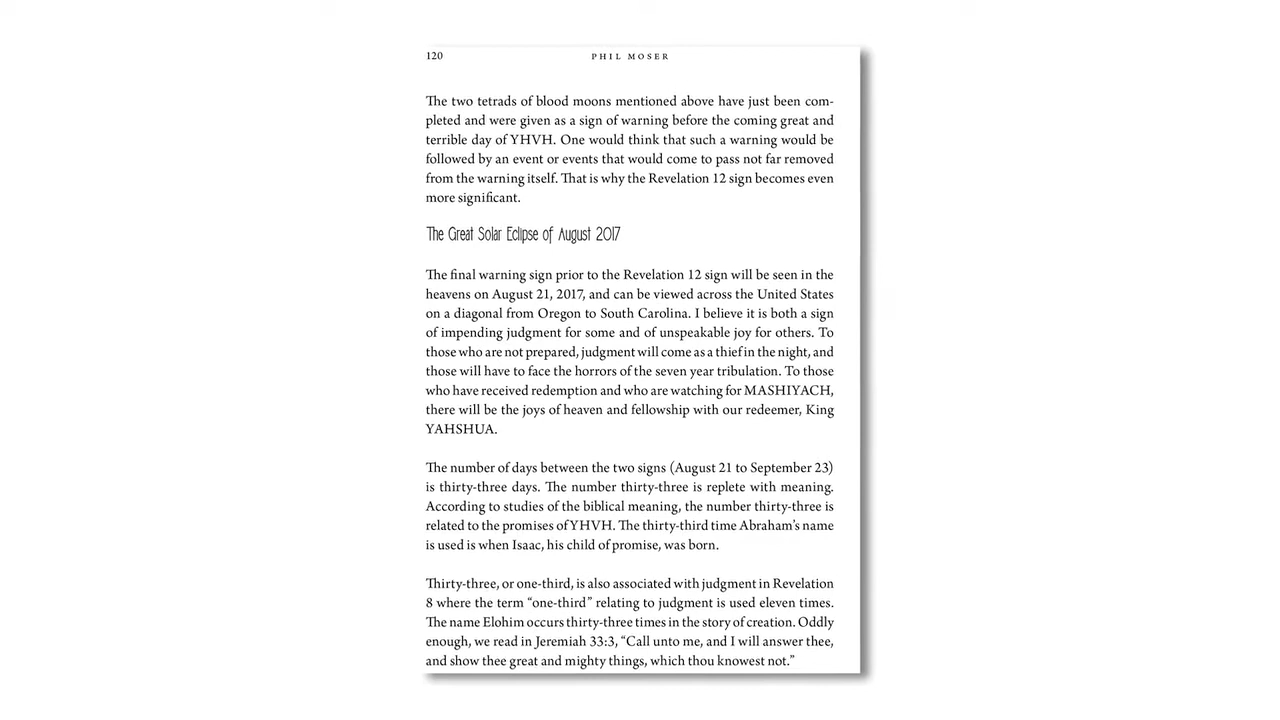 120
PHIL MOSER
The two tetrads of blood moons mentioned above have just been com-
pleted and were given as a sign of warning before the coming great and
terrible day of YHVH. One would think that such a warning would be
followed by an event or events that would come to pass not far removed
from the warning itself. That is why the Revelation 12 sign becomes even
more significant.
The Great Solar Eclipse of August 2017
The final warning sign prior to the Revelation 12 sign will be seen in the
heavens on August 21, 2017, and can be viewed across the United States
on a diagonal from Oregon to South Carolina. I believe it is both a sign
of impending judgment for some and of unspeakable joy for others. To
those who are not prepared, judgment will come as a thief in the night, and
those will have to face the horrors of the seven year tribulation. To those
who have received redemption and who are watching for MASHIYACH,
there will be the joys of heaven and fellowship with our redeemer, King
YAHSHUA.
The number of days between the two signs (August 21 to September 23)
is thirty-three days. The number thirty-three is replete with meaning.
According to studies of the biblical meaning, the number thirty-three is
related to the promises of YHVH. The thirty-third time Abraham's name
is used is when Isaac, his child of promise, was born.
Thirty-three, or one-third, is also associated with judgment in Revelation
8 where the term “one-third” relating to judgment is used eleven times.
The name Elohim occurs thirty-three times in the story of creation. Oddly
enough, we read in Jeremiah 33:3, “Call unto me, and I will answer thee,
and show thee great and mighty things, which thou knowest not.”